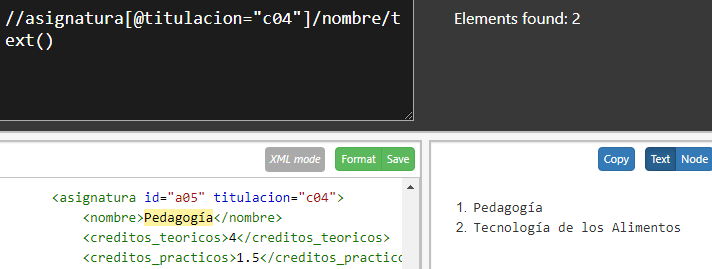 //asignatura[@titulacion="c04"]/nombre/t
ext()
Elements found: 2
XML mode
Format
Save
<asignatura id="a05" titulacion="c04">
<nombre>Pedagogía</nombre>
<creditos_teoricos>4</creditos_teoricos>
<creditos_practicos>1.5</creditos_practico
Copy
Text
Node
1. Pedagogía
2. Tecnología de los Alimentos